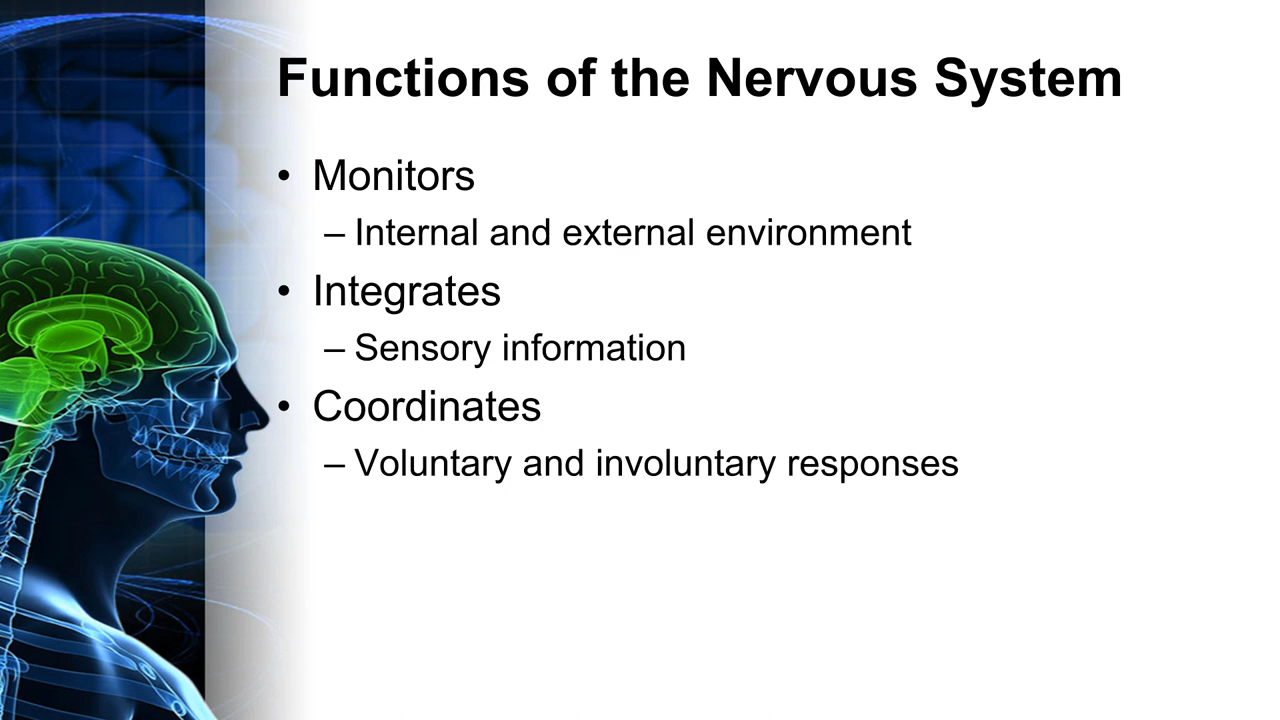 Functions of the Nervous System
• Monitors
– Internal and external environment
• Integrates
– Sensory information
• Coordinates
– Voluntary and involuntary responses